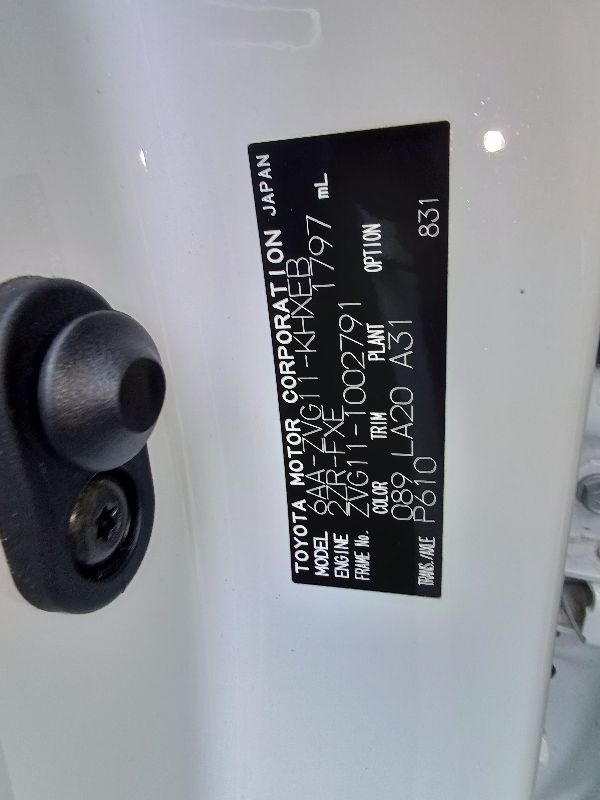 TOYOTA MOTOR CORPORATION JAPAN
MODEL 6AA-ZVG11-KHXEB
ENGINE 2ZR-FXE 1797 mL
FRAME No. ZVG11-1002791
COLOR TRIM PLANT OPTION
089 LA20 A31 831
TRANS./AXLE P610